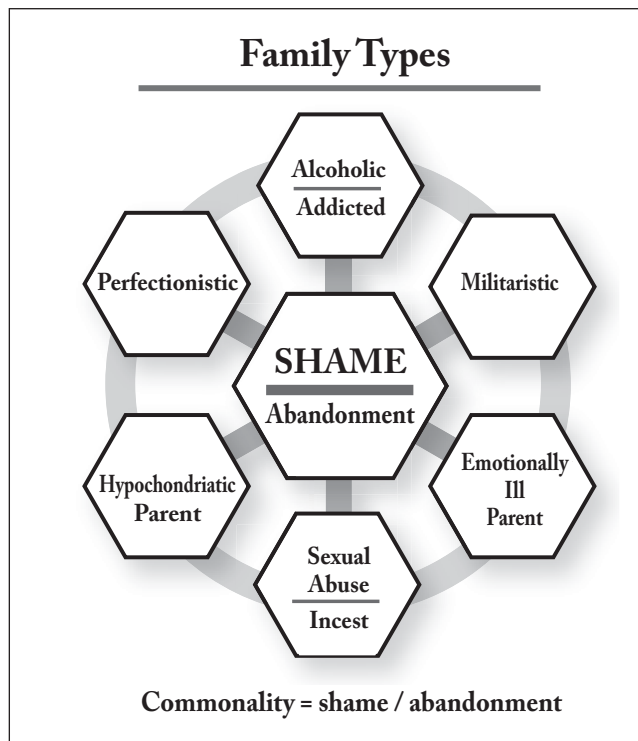 Family Types
Alcoholic
Addicted
Perfectionistic
Militaristic
SHAME
Abandonment
Hypochondriatic
Parent
Emotionally
Ill
Parent
Sexual
Abuse
Incest
Commonality = shame / abandonment